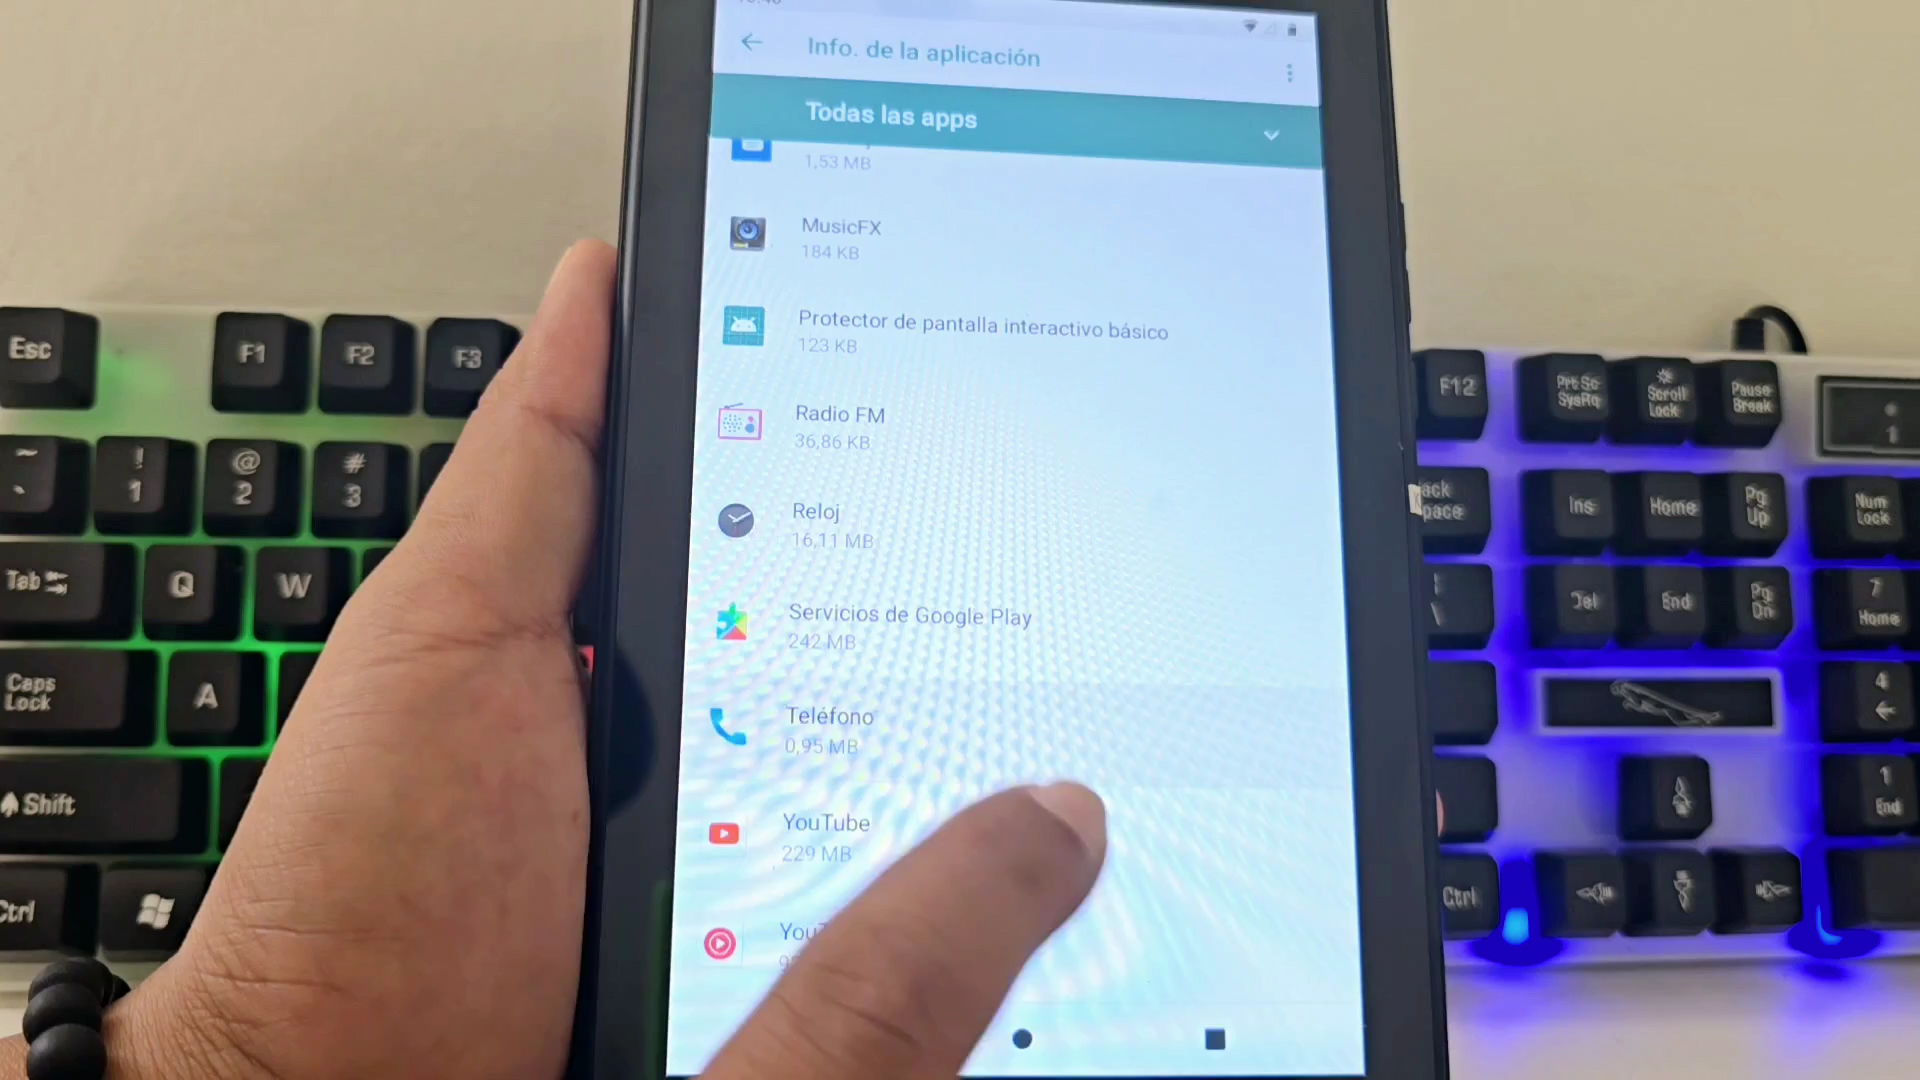 Info. de la aplicación
Todas las apps
1,53 MB
MusicFX
184 KB
Protector de pantalla interactivo básico
123 KB
Radio FM
36,86 KB
Reloj
16,11 MB
Servicios de Google Play
242 MB
Teléfono
0,95 MB
YouTube
229 MB
Esc
F1
F2
F3
F12
Prt Sc
SysRq
Scroll
Lock
Pause
Break
~
!
1
@
2
#
3
ack
pace
Ins
Home
Pg
Up
Num
Lock
Tab
Q
W
Del
End
Pg
Dn
7
Home
Caps
Lock
A
4
Shift
1
End
Ctrl
Ctrl